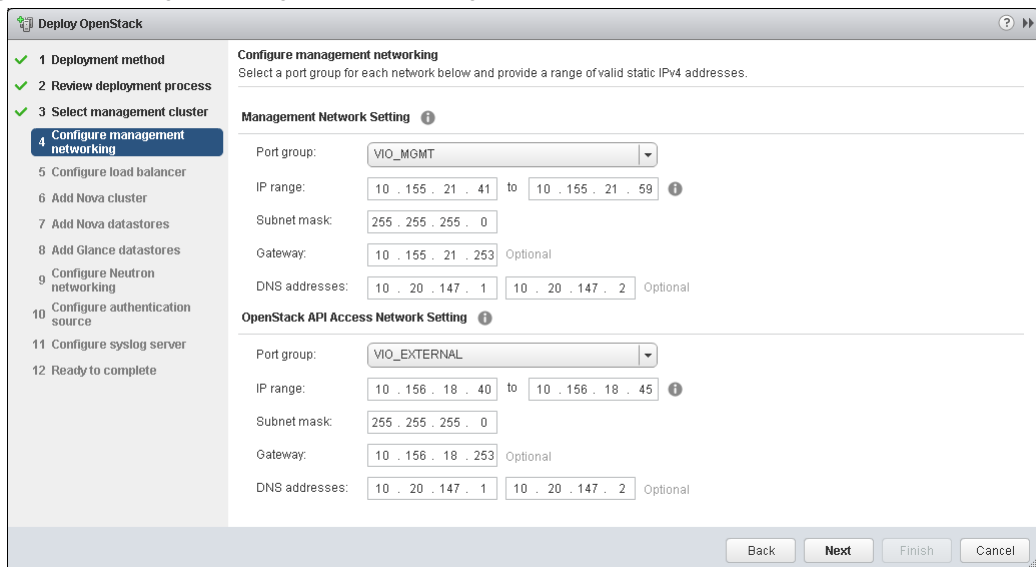 Deploy OpenStack
1 Deployment method
2 Review deployment process
3 Select management cluster
4 Configure management
networking
5 Configure load balancer
6 Add Nova cluster
7 Add Nova datastores
8 Add Glance datastores
9 Configure Neutron
networking
10 Configure authentication
source
11 Configure syslog server
12 Ready to complete
Configure management networking
Select a port group for each network below and provide a range of valid static IPv4 addresses.
Management Network Setting
Port group: VIO_MGMT
IP range: 10 . 155 . 21 . 41 to 10 . 155 . 21 . 59
Subnet mask: 255 . 255 . 255 . 0
Gateway: 10 . 155 . 21 . 253 Optional
DNS addresses: 10 . 20 . 147 . 1 10 . 20 . 147 . 2 Optional
OpenStack API Access Network Setting
Port group: VIO_EXTERNAL
IP range: 10 . 156 . 18 . 40 to 10 . 156 . 18 . 45
Subnet mask: 255 . 255 . 255 . 0
Gateway: 10 . 156 . 18 . 253 Optional
DNS addresses: 10 . 20 . 147 . 1 10 . 20 . 147 . 2 Optional
Back Next Finish Cancel